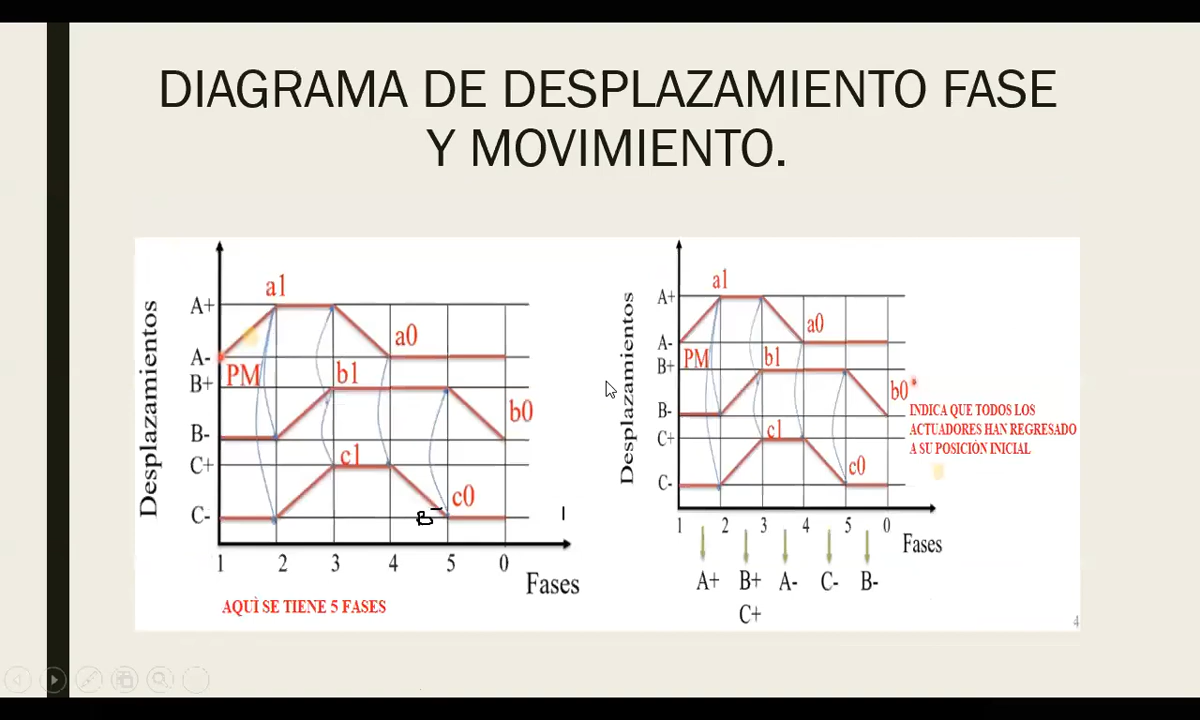 DIAGRAMA DE DESPLAZAMIENTO FASE
Y MOVIMIENTO.
Desplazamientos
A+
A-
B+
B-
C+
C-
a1
a0
PM
b1
b0
c1
c0
B-
1
1 2 3 4 5 0
Fases
AQUÌ SE TIENE 5 FASES
Desplazamientos
A+
A-
B+
B-
C+
C-
a1
a0
PM
b1
b0*
c1
c0
INDICA QUE TODOS LOS
ACTUADORES HAN REGRESADO
A SU POSICIÓN INICIAL
1 2 3 4 5 0
Fases
A+ B+ A- C- B-
C+
4